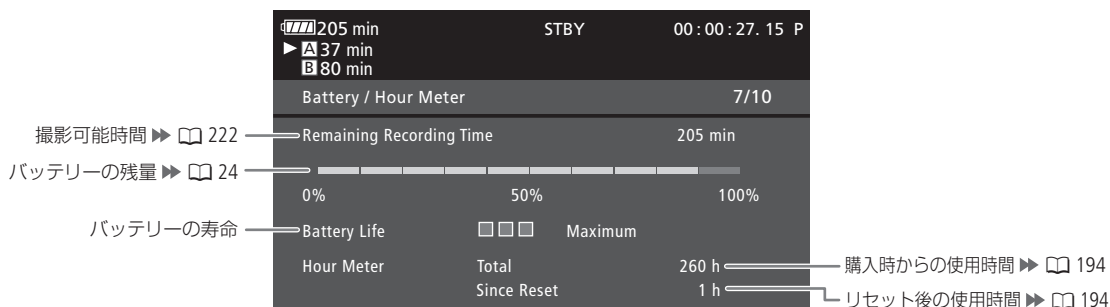 205 min STBY 00:00:27.15 P
A 37 min
B 80 min
Battery / Hour Meter 7/10
撮影可能時間 222 Remaining Recording Time 205 min
バッテリーの残量 24
0% 50% 100%
バッテリーの寿命 Battery Life Maximum
Hour Meter Total 260 h 購入時からの使用時間 194
Since Reset 1 h リセット後の使用時間 194